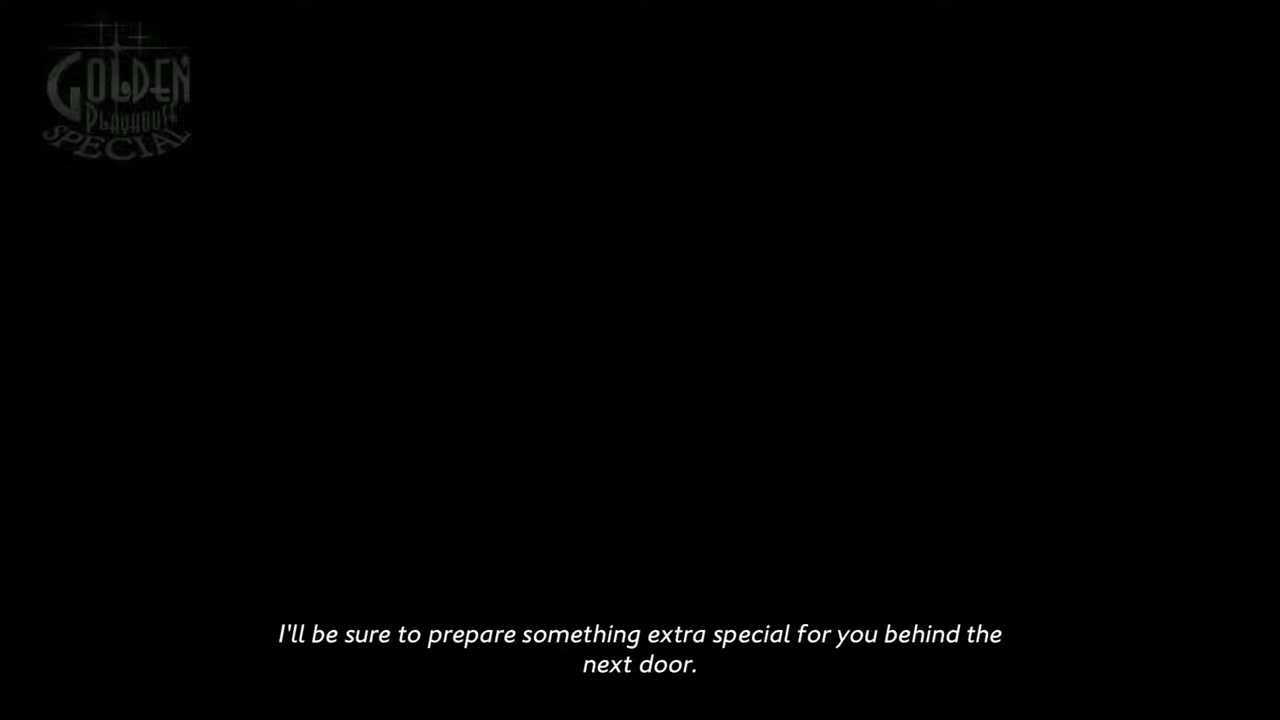 GOLDEN
PLAYHOUSE
SPECIAL
I'll be sure to prepare something extra special for you behind the
next door.